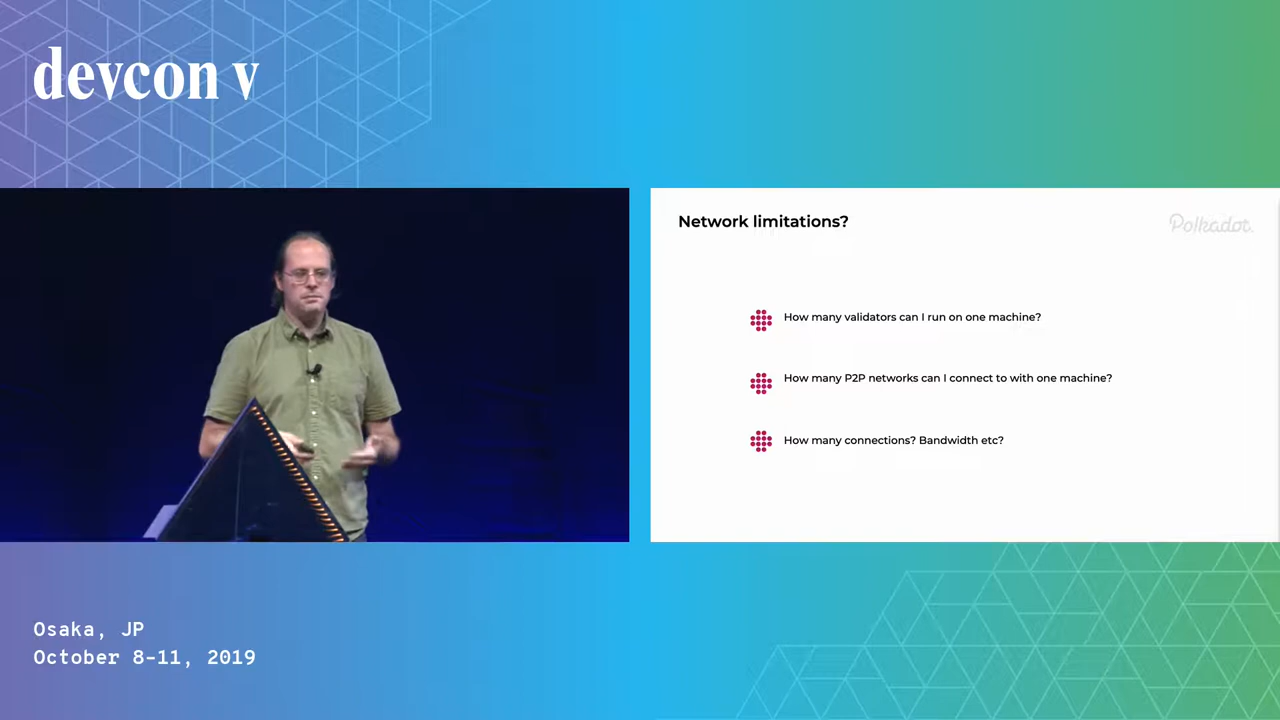 devcon v
Network limitations?
Polkadot.
How many validators can I run on one machine?
How many P2P networks can I connect to with one machine?
How many connections? Bandwidth etc?
Osaka, JP
October 8-11, 2019